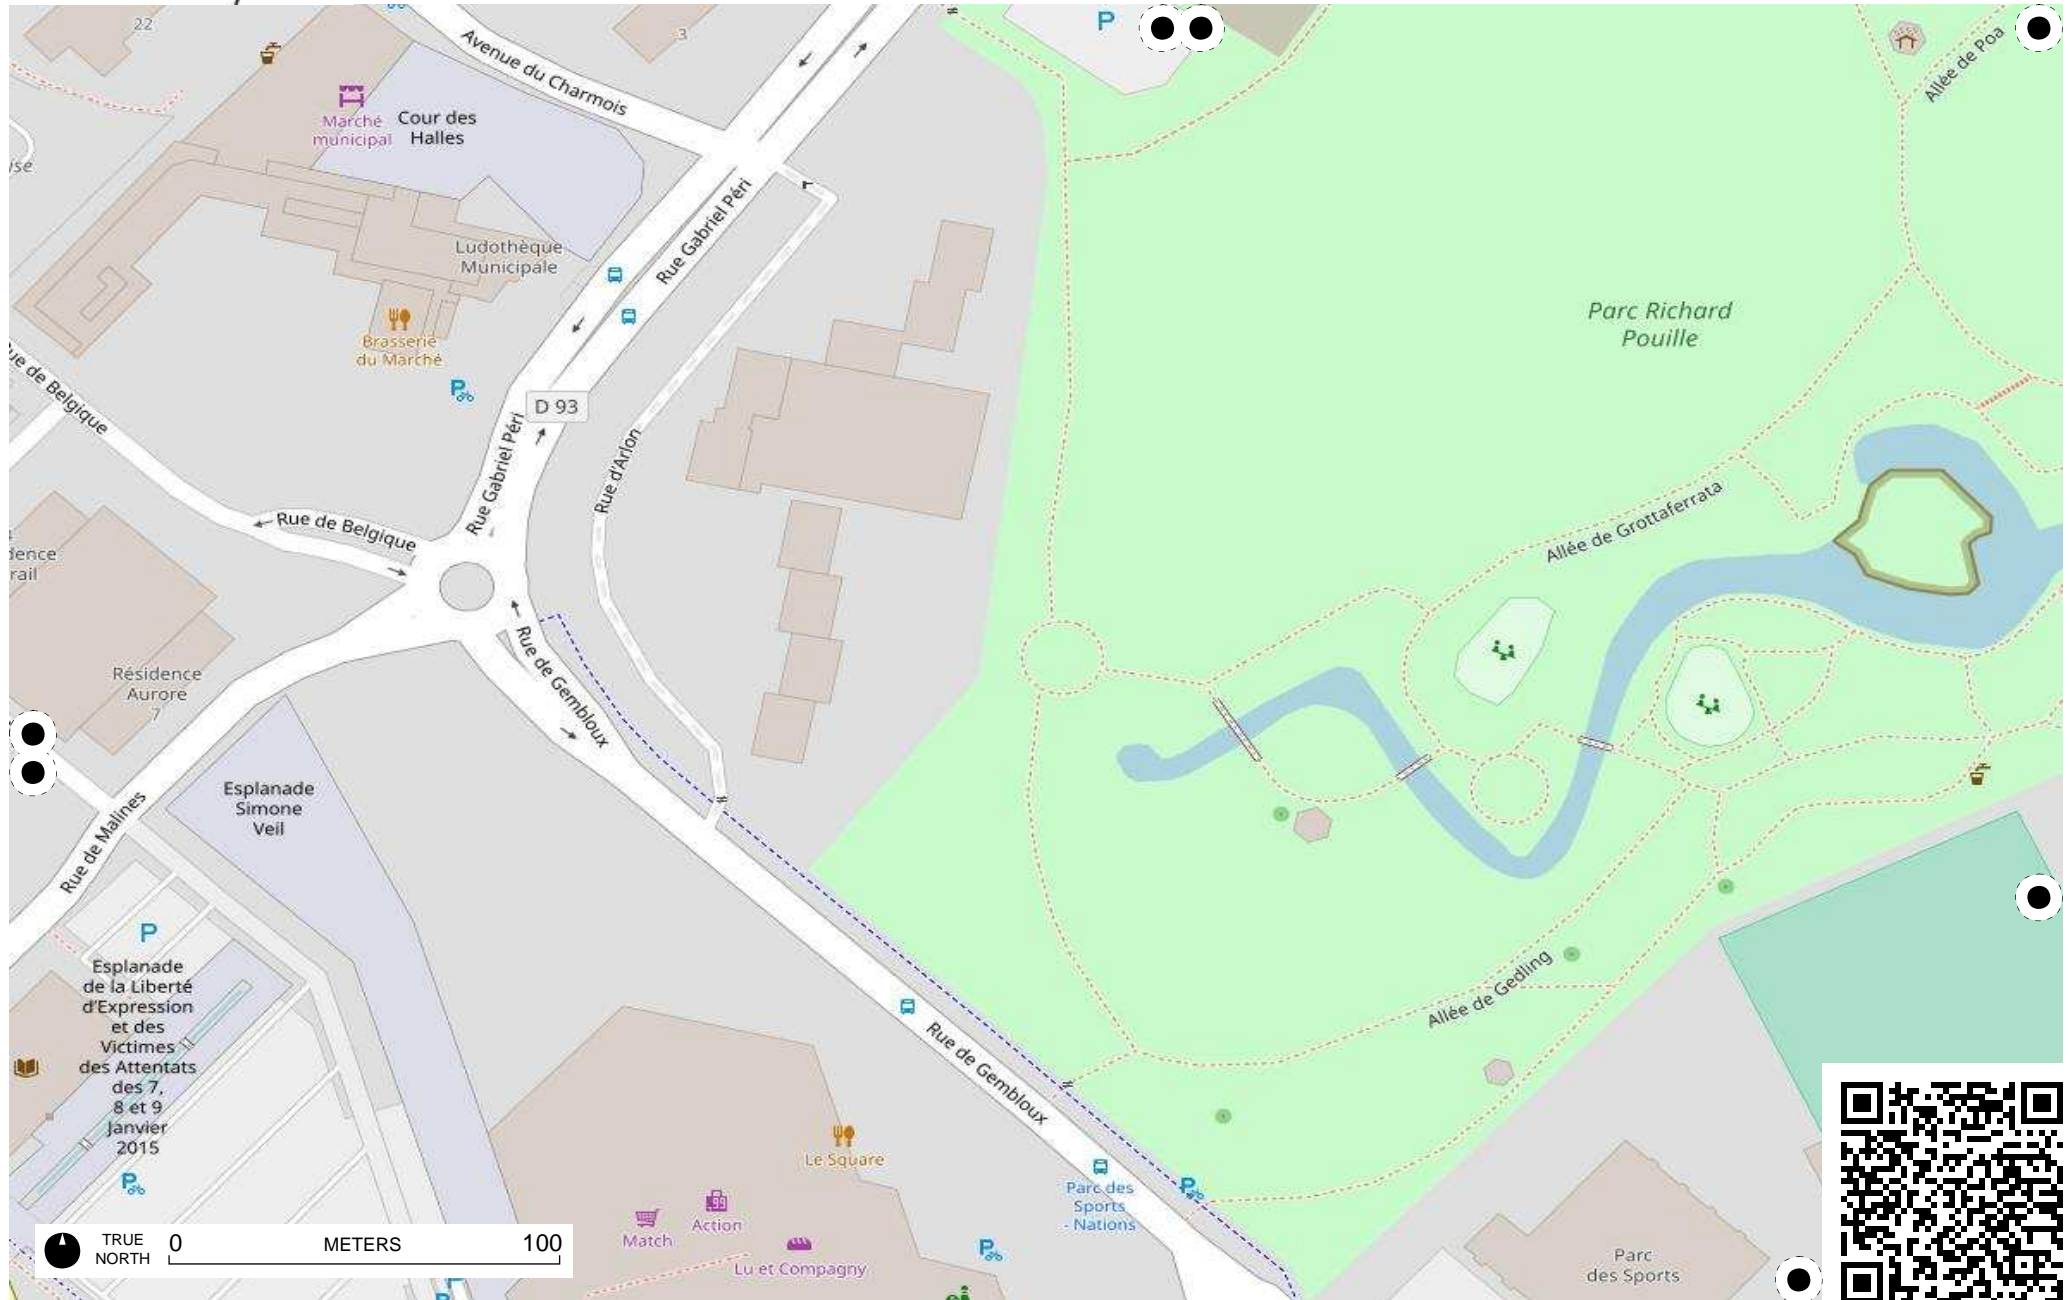 22
3
P
Avenue du Charmois
Allée de Poa
Marché
municipal
Cour des
Halles
Rue Gabriel Péri
Ludothèque
Municipale
Parc Richard
Pouille
Brasserie
du Marché
P
D 93
Rue de Belgique
Rue Gabriel Péri
Rue d'Arlon
Allée de Grottaferrata
Rue de Belgique
Rue de Gembloux
Résidence
Aurore
7
Esplanade
Simone
Veil
Rue de Malines
P
Esplanade
de la Liberté
d'Expression
et des
Victimes
des Attentats
des 7,
8 et 9
Janvier
2015
P
Allée de Gedling
Rue de Gembloux
Le Square
Parc des
Sports
- Nations
P
Action
Match
Lu et Compagny
P
Parc
des Sports
TRUE
NORTH
0 METERS 100